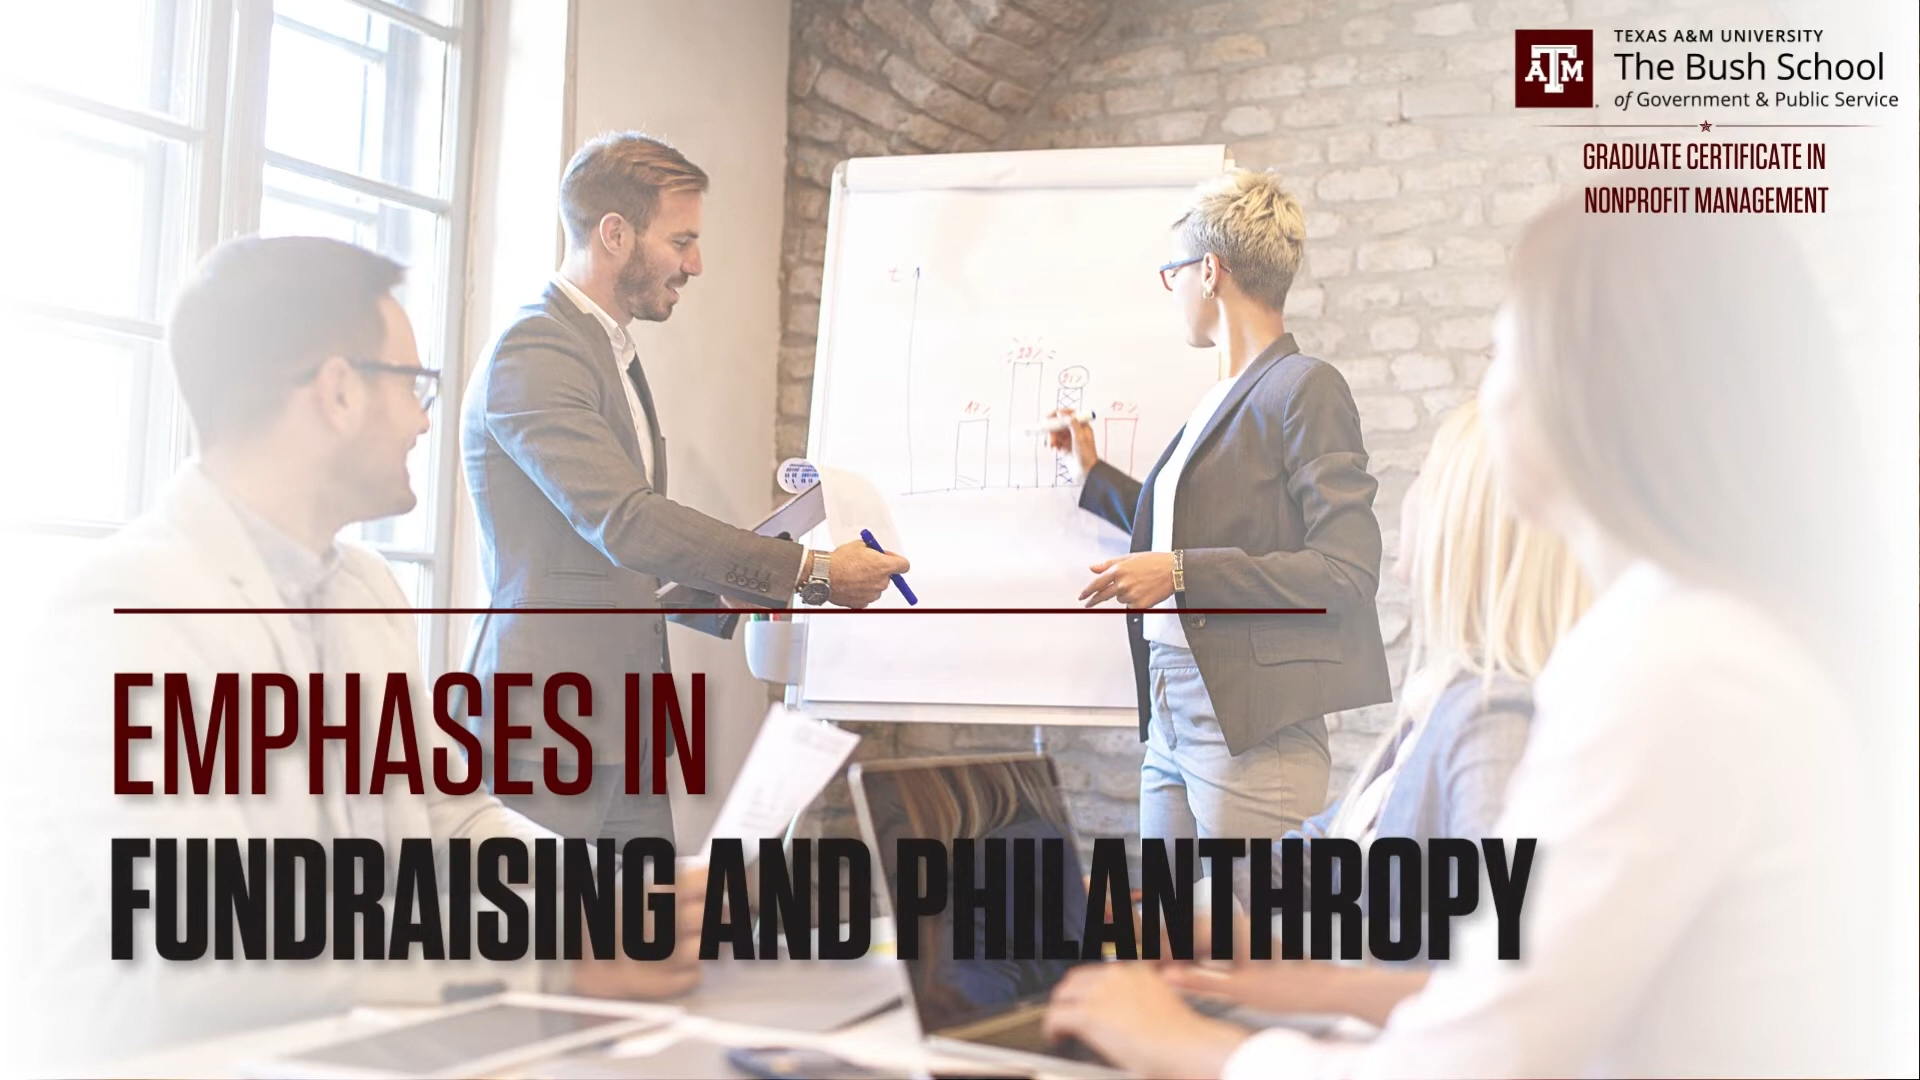 TEXAS A&M UNIVERSITY
The Bush School
of Government & Public Service
GRADUATE CERTIFICATE IN
NONPROFIT MANAGEMENT
EMPHASES IN
FUNDRAISING AND PHILANTHROPY